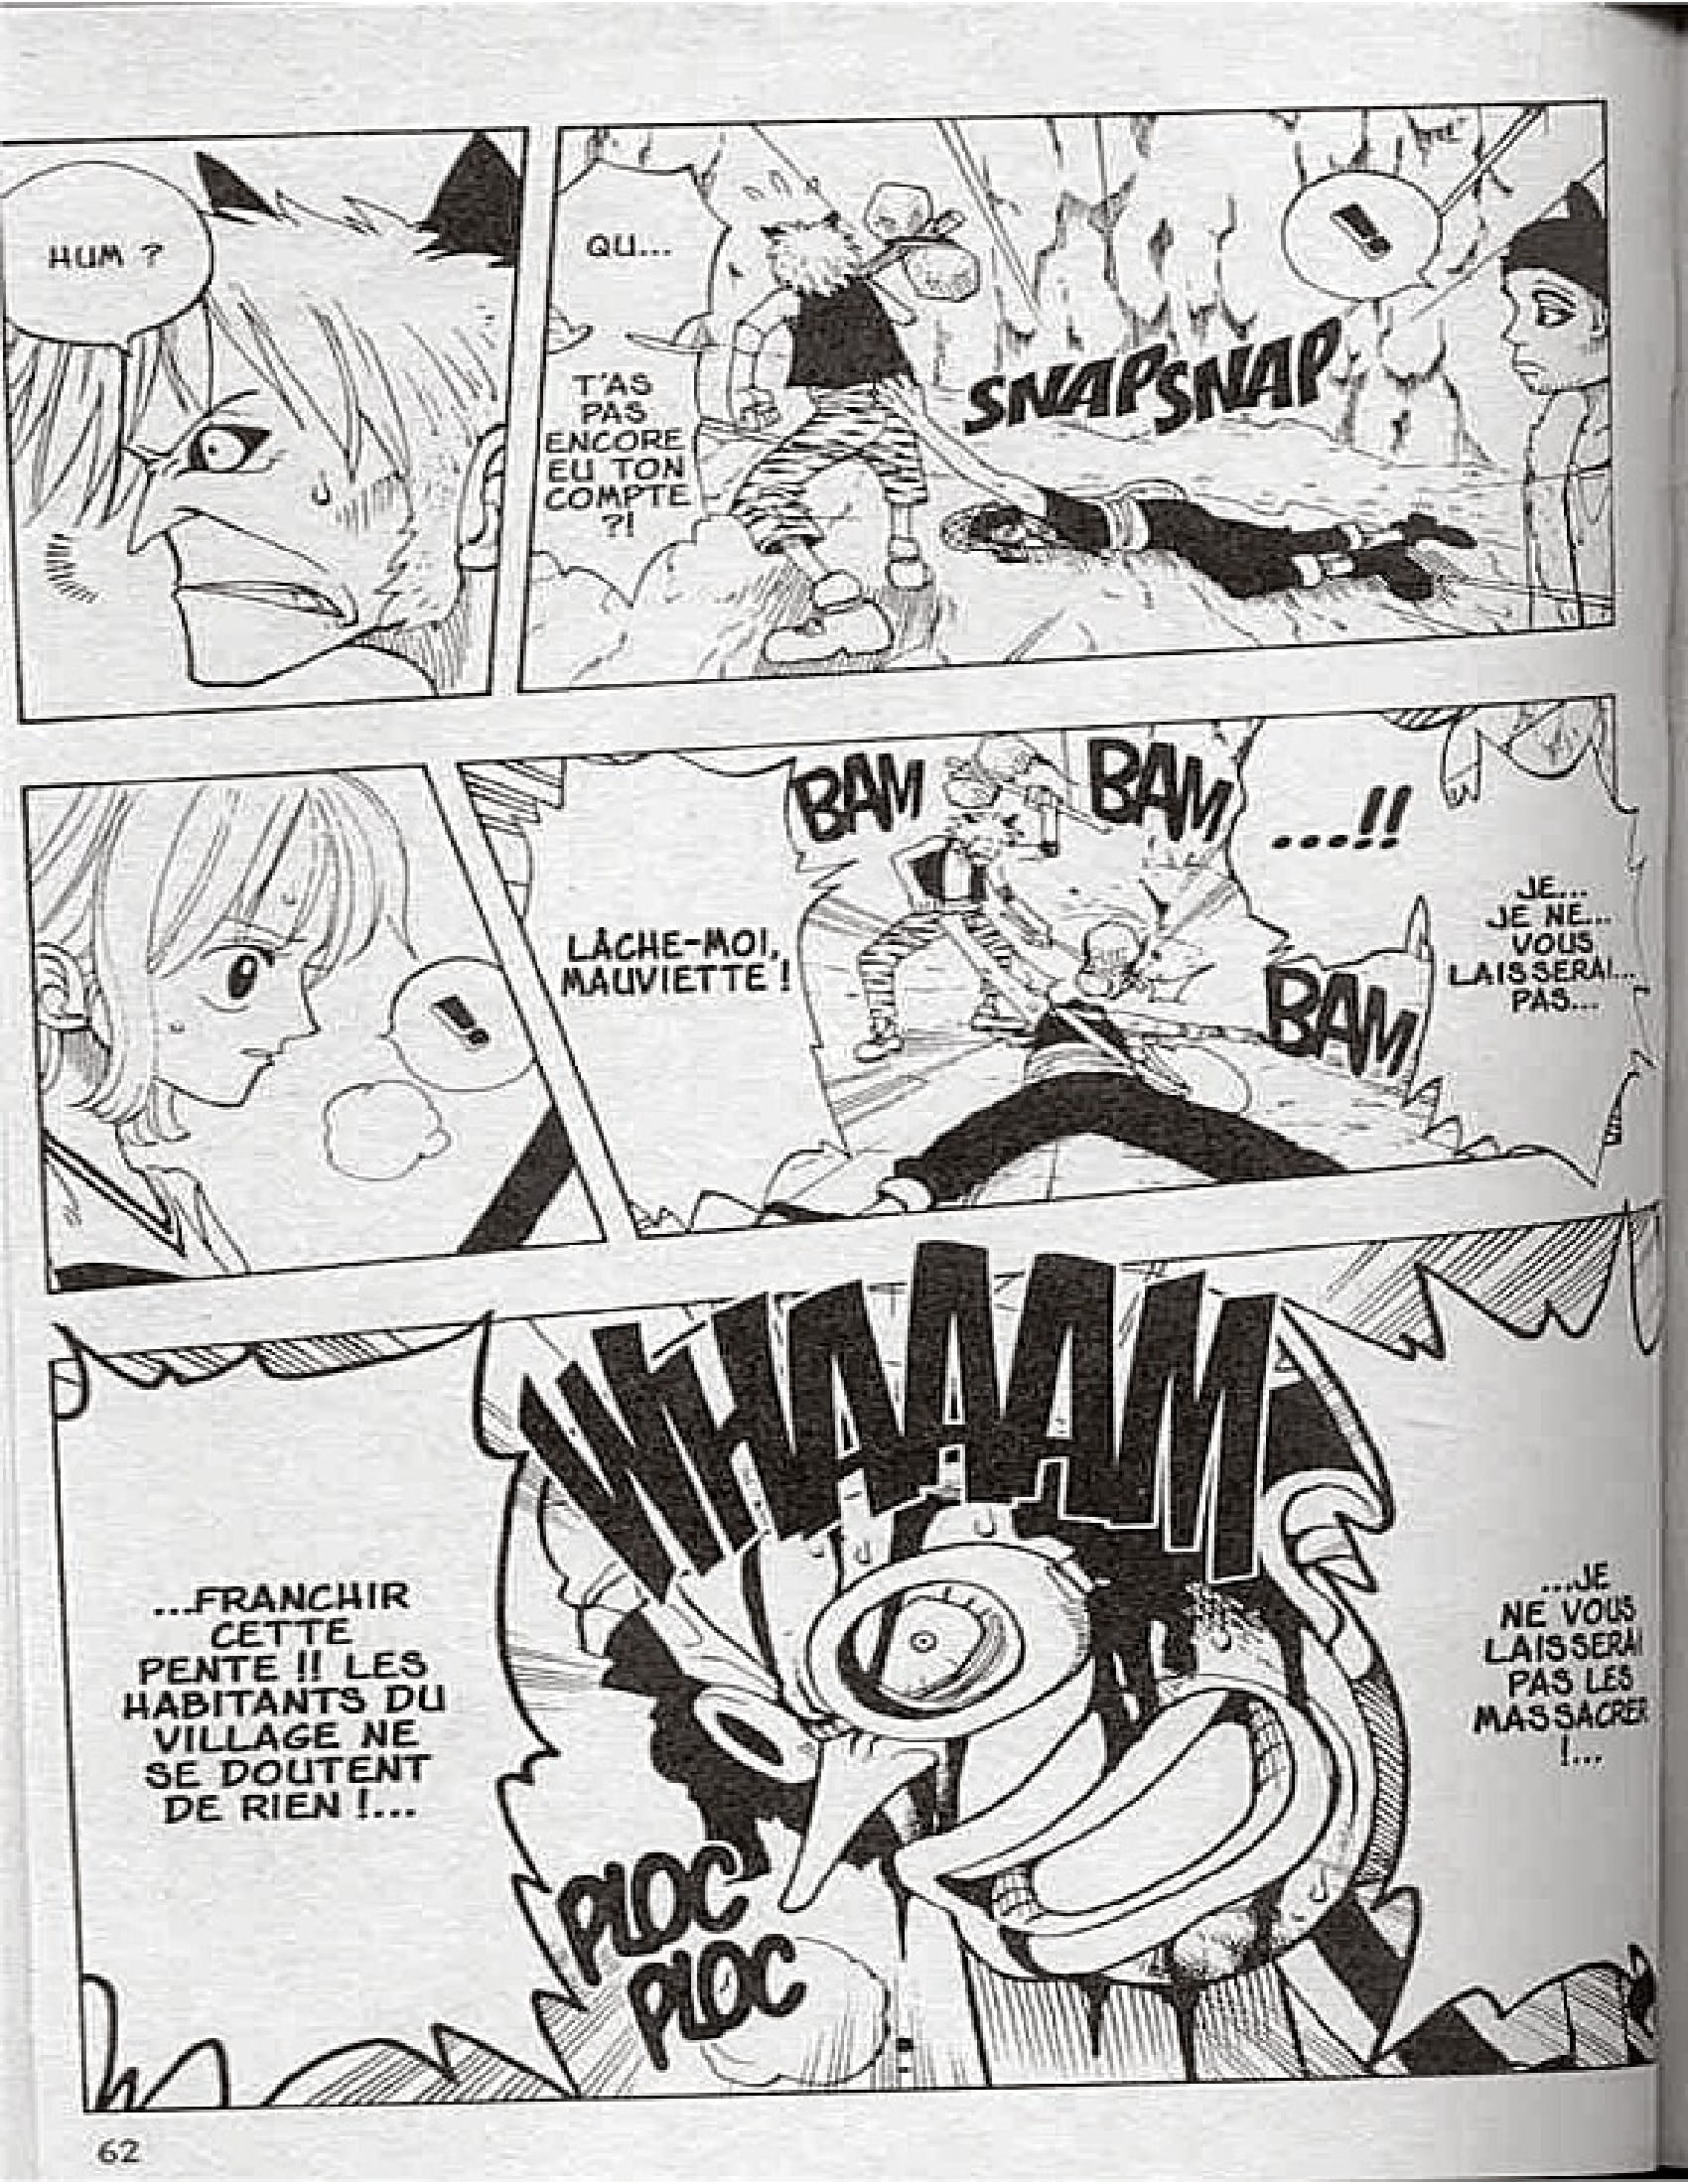 !!
SNAPSNAP
QU...
T'AS
PAS
ENCORE
EU TON
COMPTE
?!
HUM ?
JE...
JE NE...
VOUS
LAISSERAI...
PAS...
...!!
BAM
BAM
BAM
LÂCHE-MOI,
MAUVIETTE !
!!
...JE
NE VOUS
LAISSERAI
PAS LES
MASSACRER
!...
WHAAAM
PLOC
PLOC
...FRANCHIR
CETTE
PENTE !! LES
HABITANTS DU
VILLAGE NE
SE DOUTENT
DE RIEN !...
62